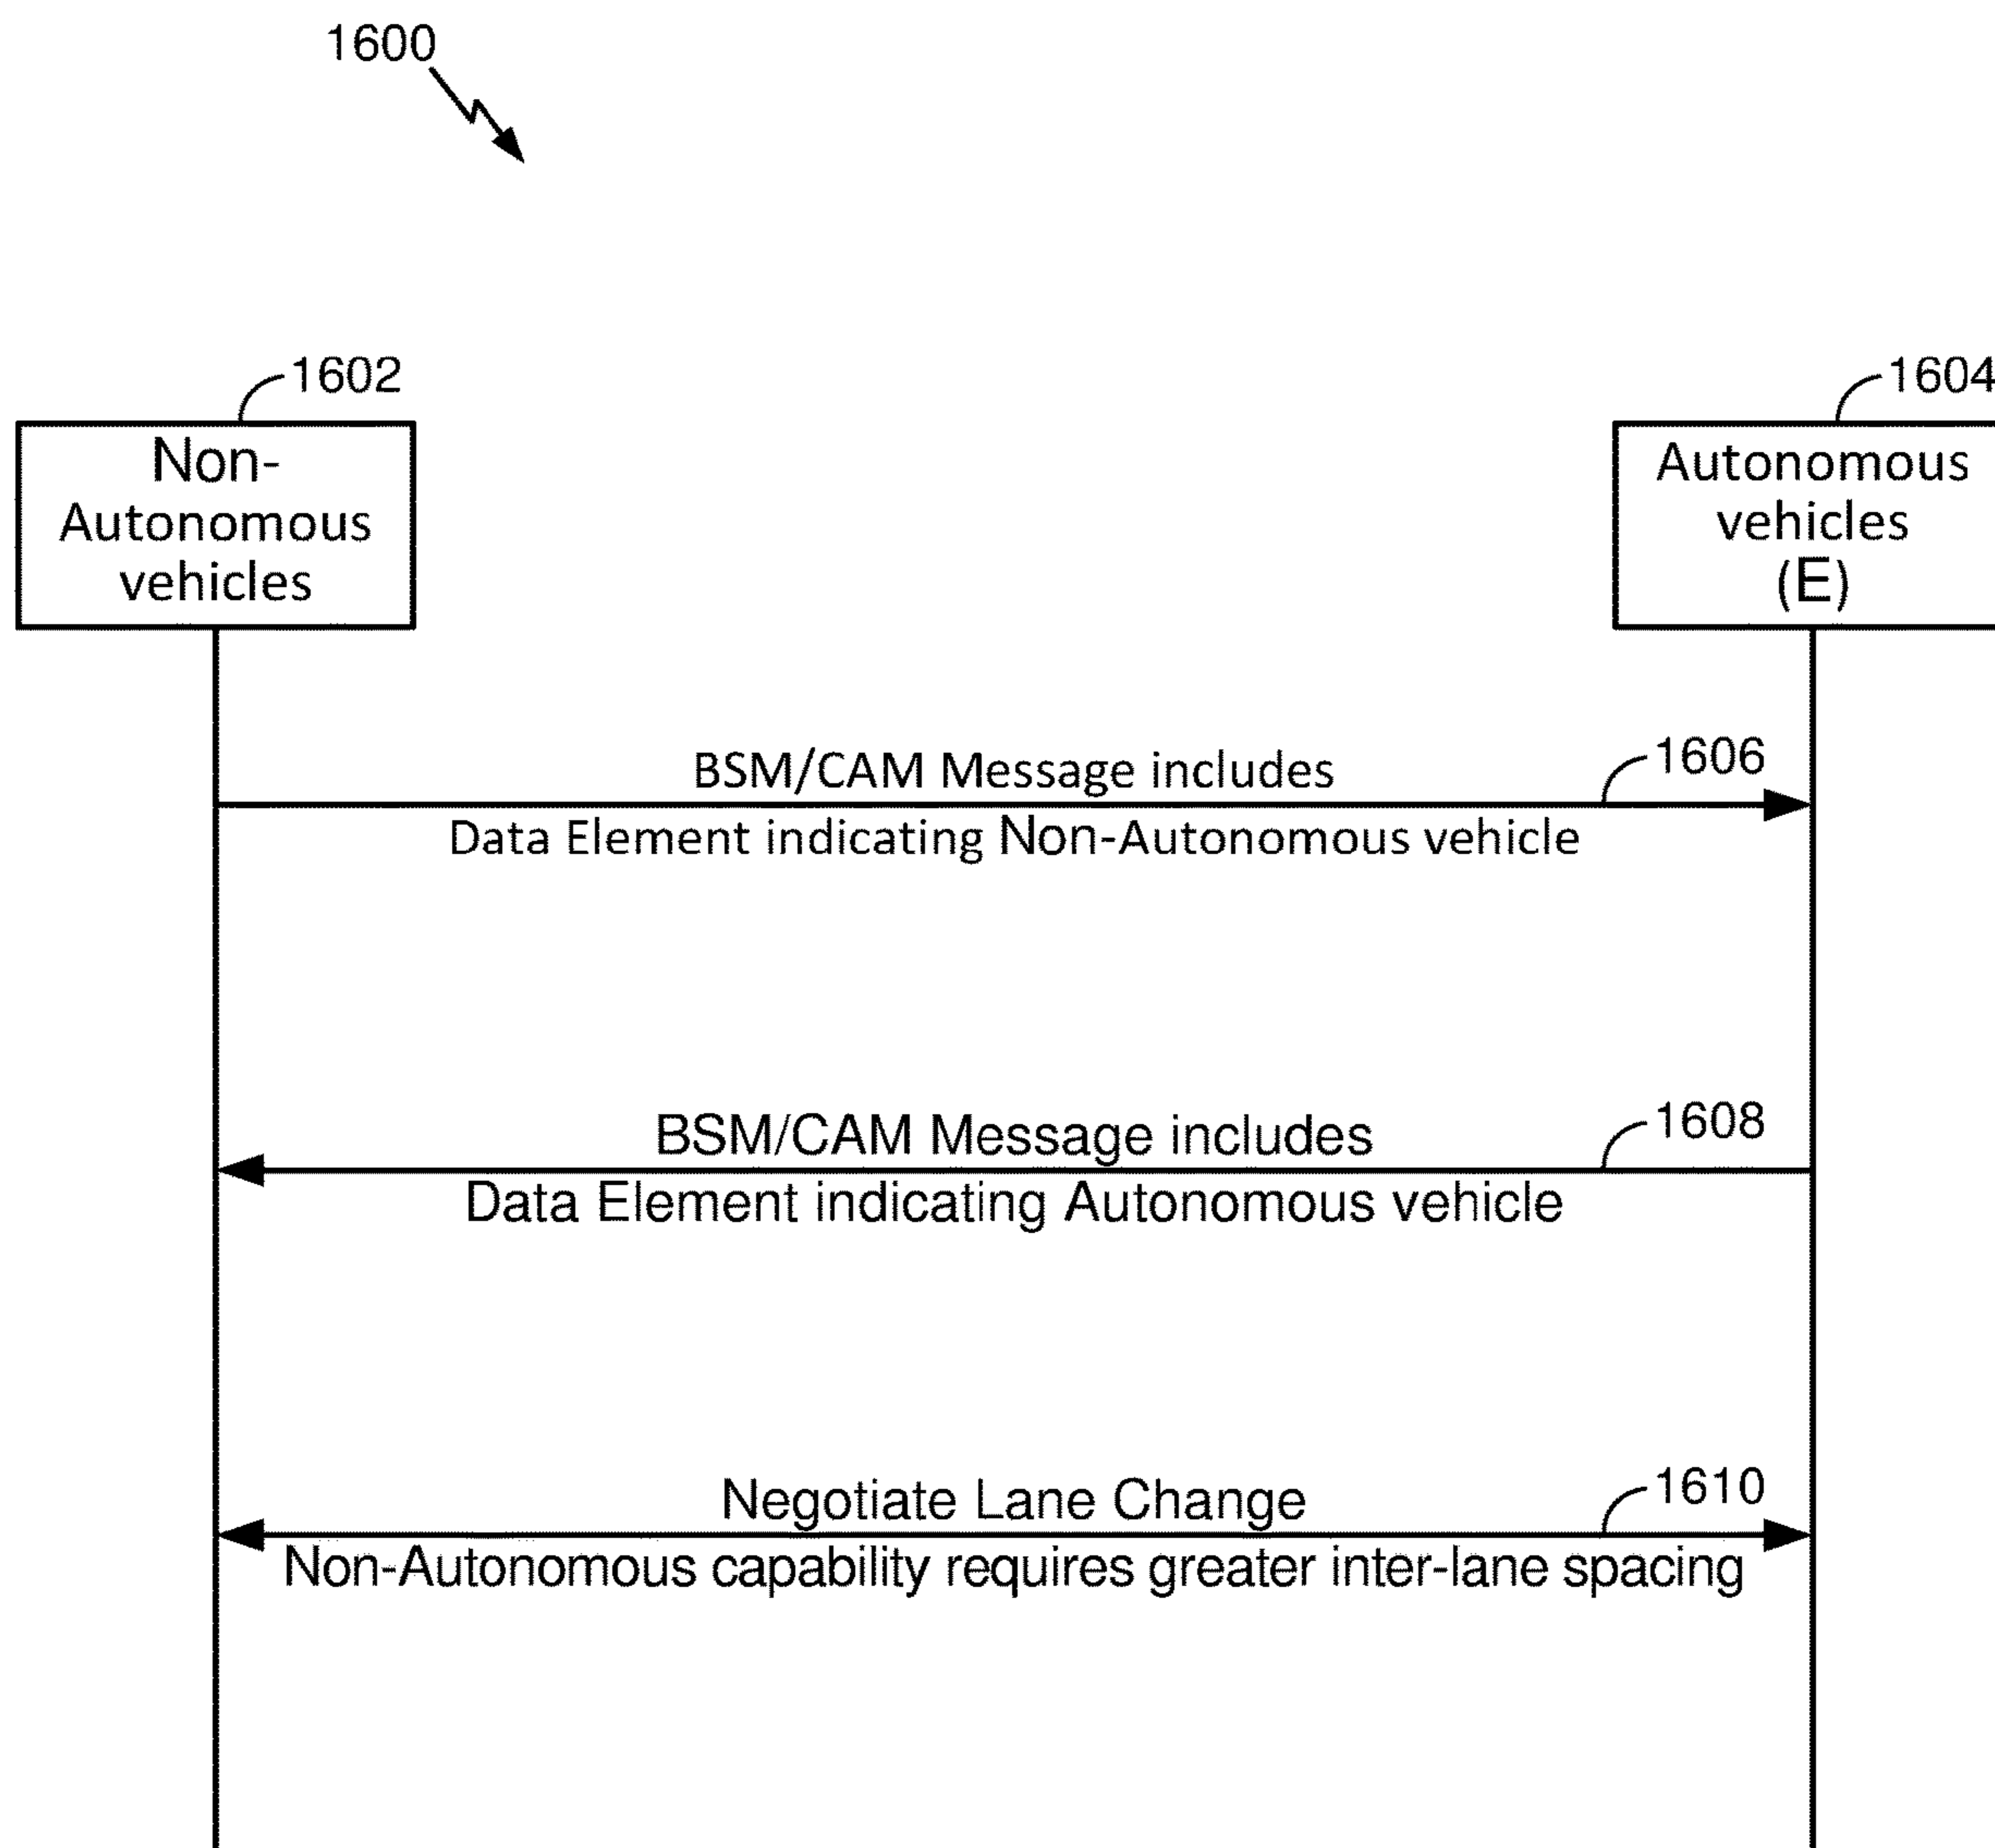 1600
1602
1604
Non-
Autonomous
vehicles
Autonomous
vehicles
(E)
BSM/CAM Message includes
1606
Data Element indicating Non-Autonomous vehicle
BSM/CAM Message includes
1608
Data Element indicating Autonomous vehicle
Negotiate Lane Change
1610
Non-Autonomous capability requires greater inter-lane spacing